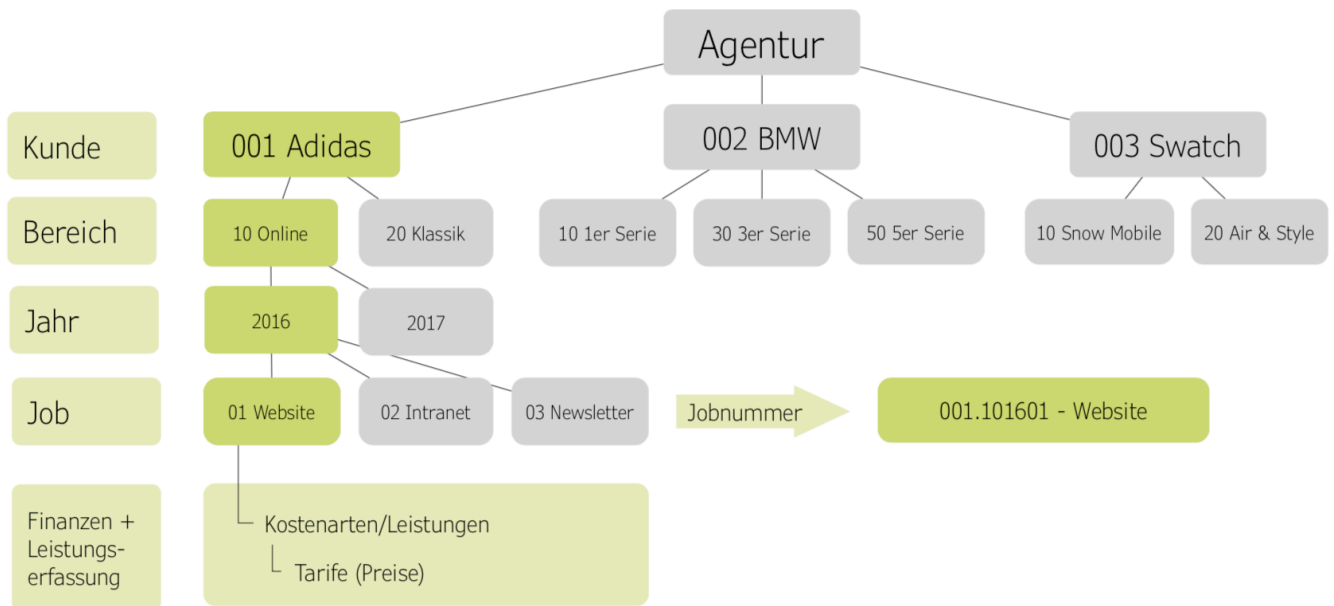 Agentur
Kunde
001 Adidas
002 BMW
003 Swatch
Bereich
10 Online
20 Klassik
10 1er Serie
30 3er Serie
50 5er Serie
10 Snow Mobile
20 Air & Style
Jahr
2016
2017
Job
01 Website
02 Intranet
03 Newsletter
Jobnummer
001.101601 - Website
Finanzen +
Leistungs-
erfassung
Kostenarten/Leistungen
Tarife (Preise)